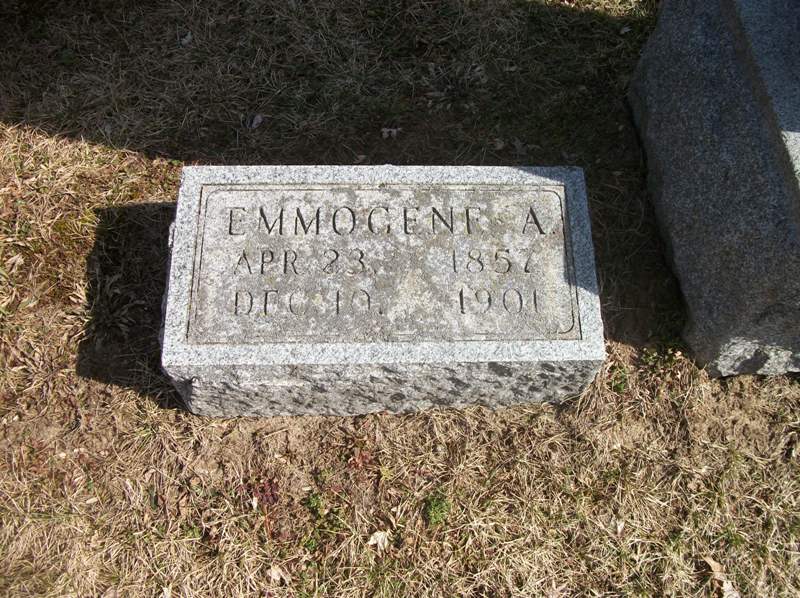 EMMOGENE A.
APR. 23, 1857
DEC. 10, 1901